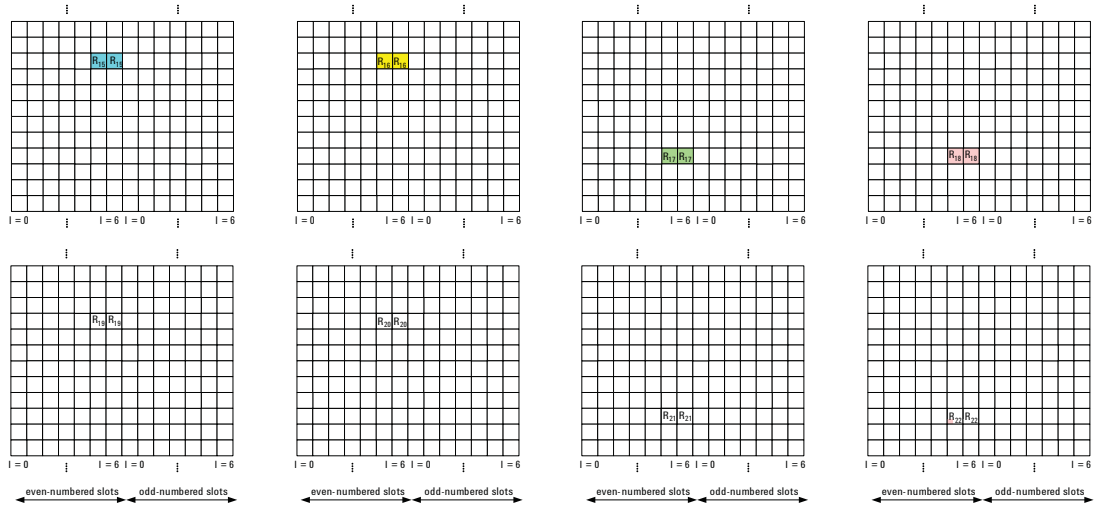 R15 R15 R16 R16 R17 R17 R18 R18
l = 0 l = 6 l = 0 l = 6 l = 0 l = 6 l = 0 l = 6 l = 0 l = 6 l = 0 l = 6 l = 0 l = 6 l = 0 l = 6
R19 R19 R20 R20 R21 R21 R22 R22
l = 0 l = 6 l = 0 l = 6 l = 0 l = 6 l = 0 l = 6 l = 0 l = 6 l = 0 l = 6 l = 0 l = 6 l = 0 l = 6
even-numbered slots odd-numbered slots even-numbered slots odd-numbered slots even-numbered slots odd-numbered slots even-numbered slots odd-numbered slots